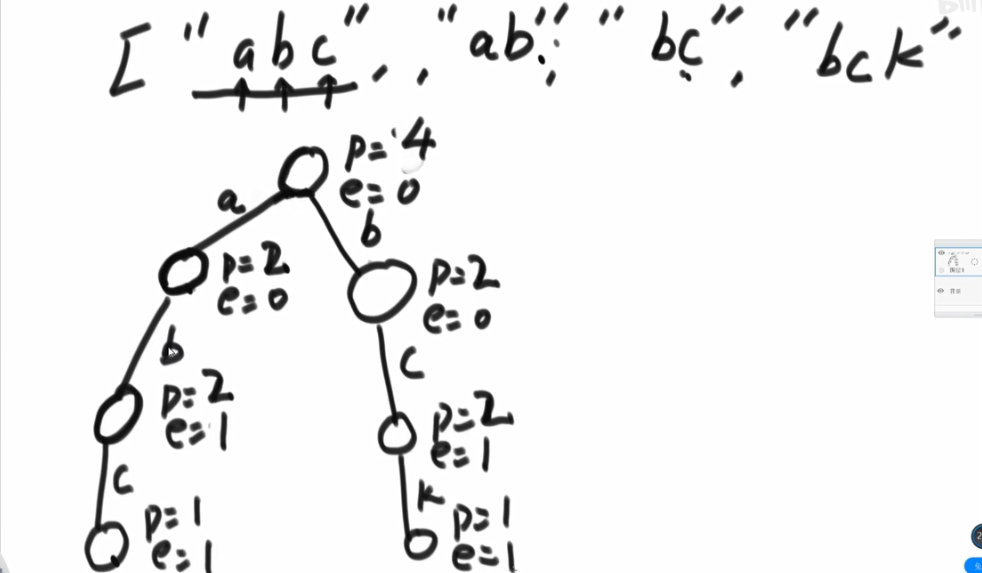 ["abc", "ab", "bc", "bck"
p=4
e=0
a
b
p=2
e=0
p=2
e=0
b
c
p=2
e=1
p=2
e=1
c
k
p=1
e=1
p=1
e=1